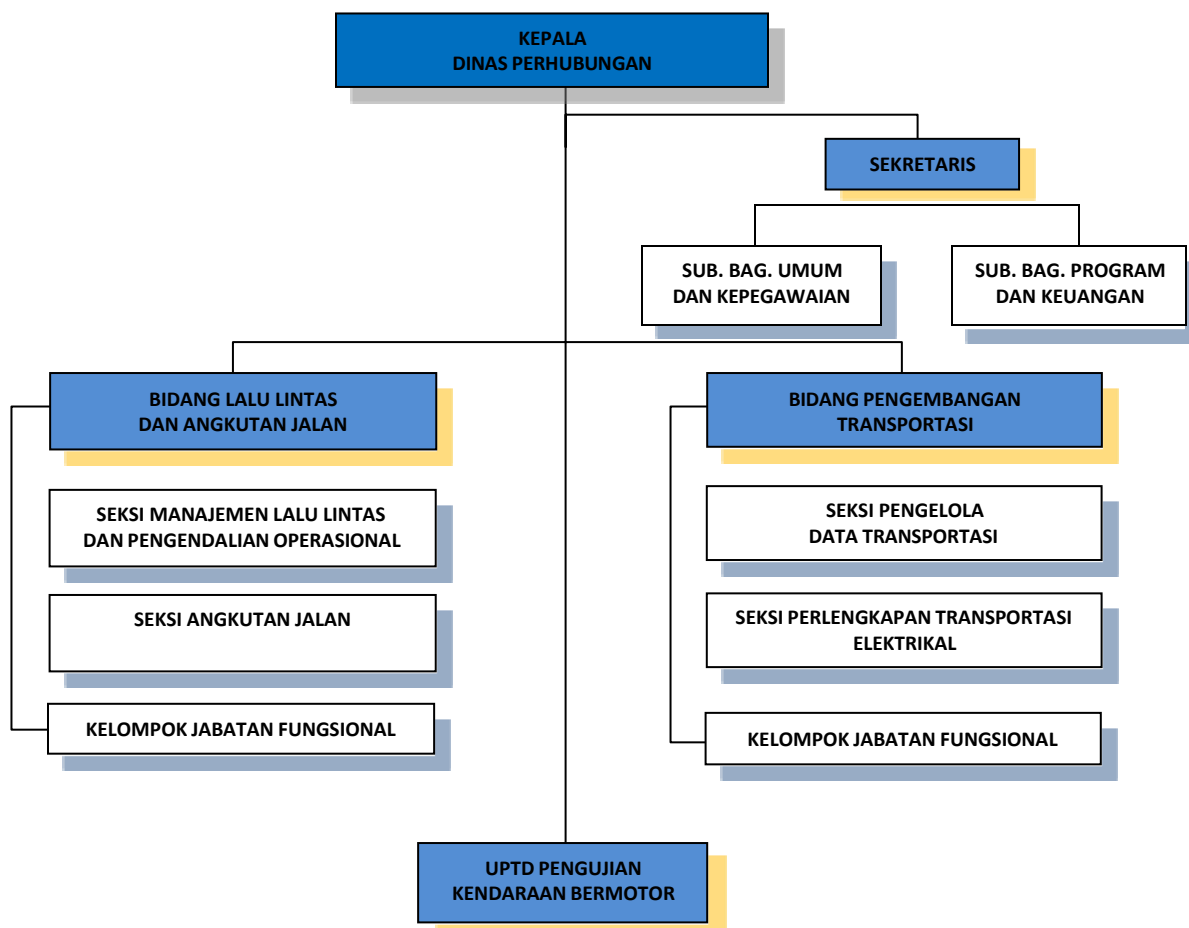 KEPALA
DINAS PERHUBUNGAN
SEKRETARIS
SUB. BAG. UMUM
DAN KEPEGAWAIAN
SUB. BAG. PROGRAM
DAN KEUANGAN
BIDANG LALU LINTAS
DAN ANGKUTAN JALAN
SEKSI MANAJEMEN LALU LINTAS
DAN PENGENDALIAN OPERASIONAL
SEKSI ANGKUTAN JALAN
KELOMPOK JABATAN FUNGSIONAL
BIDANG PENGEMBANGAN
TRANSPORTASI
SEKSI PENGELOLA
DATA TRANSPORTASI
SEKSI PERLENGKAPAN TRANSPORTASI
ELEKTRIKAL
KELOMPOK JABATAN FUNGSIONAL
UPTD PENGUJIAN
KENDARAAN BERMOTOR